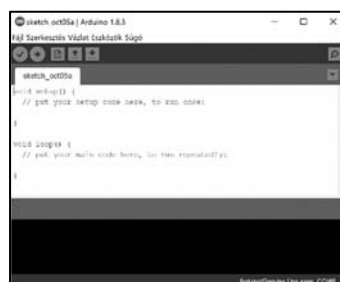 sketch_oct05a | Arduino 1.8.5
Fájl Szerkesztés Vázlat Eszközök Súgó
sketch_oct05a
void setup() {
// put your setup code here, to run once:
}
void loop() {
// put your main code here, to run repeatedly:
}